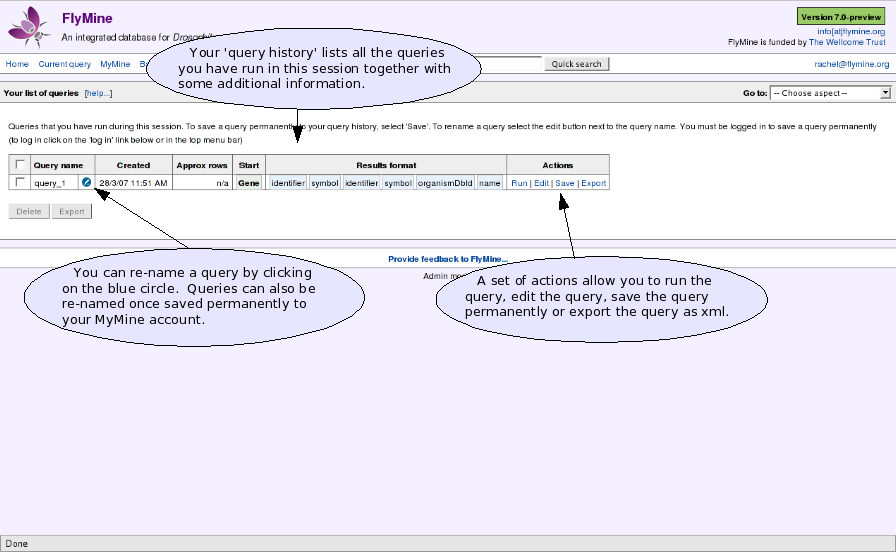 FlyMine
Version 7.0-preview
An integrated database for
info[at]flymine.org
FlyMine is funded by The Wellcome Trust
Home Current query MyMine
Quick search
rachel@flymine.org
Your 'query history' lists all the queries
you have run in this session together with
some additional information.
Your list of queries [help...]
Go to: -- Choose aspect --
Queries that you have run during this session. To save a query permanently to your query history, select 'Save'. To rename a query select the edit button next to the query name. You must be logged in to save a query permanently
(to log in click on the 'log in' link below or in the top menu bar)
Query name Created Approx rows Start Results format Actions
query_1 28/3/07 11:51 AM n/a Gene identifier symbol identifier symbol organismDbId name Run | Edit | Save | Export
Delete Export
Provide feedback to FlyMine...
Admin
You can re-name a query by clicking
on the blue circle. Queries can also be
re-named once saved permanently to
your MyMine account.
A set of actions allow you to run the
query, edit the query, save the query
permanently or export the query as xml.
Done